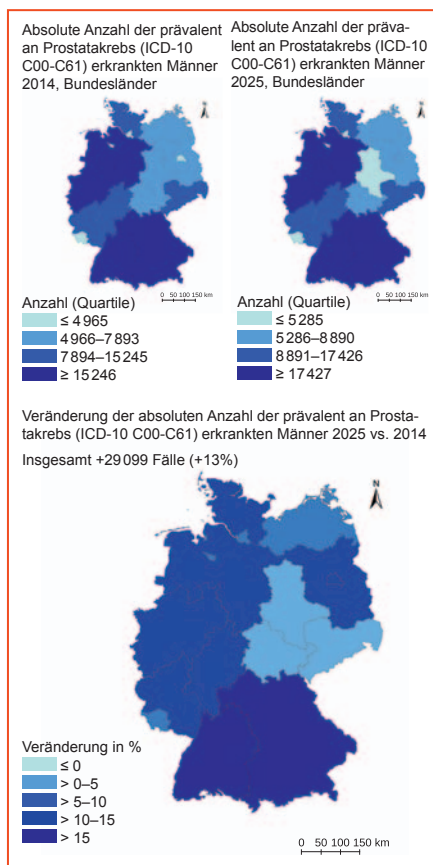 Absolute Anzahl der prävalent
an Prostatakrebs (ICD-10
C00-C61) erkrankten Männer
2014, Bundesländer
N
Anzahl (Quartile)
0 50 100 150 km
≤ 4 965
4 966–7 893
7 894–15 245
≥ 15 246
Absolute Anzahl der präva-
lent an Prostatakrebs (ICD-10
C00-C61) erkrankten Männer
2025, Bundesländer
N
Anzahl (Quartile)
0 50 100 150 km
≤ 5 285
5 286–8 890
8 891–17 426
≥ 17 427
Veränderung der absoluten Anzahl der prävalent an Prosta-
takrebs (ICD-10 C00-C61) erkrankten Männer 2025 vs. 2014
Insgesamt +29 099 Fälle (+13%)
N
Veränderung in %
≤ 0
> 0–5
> 5–10
> 10–15
> 15
0 50 100 150 km